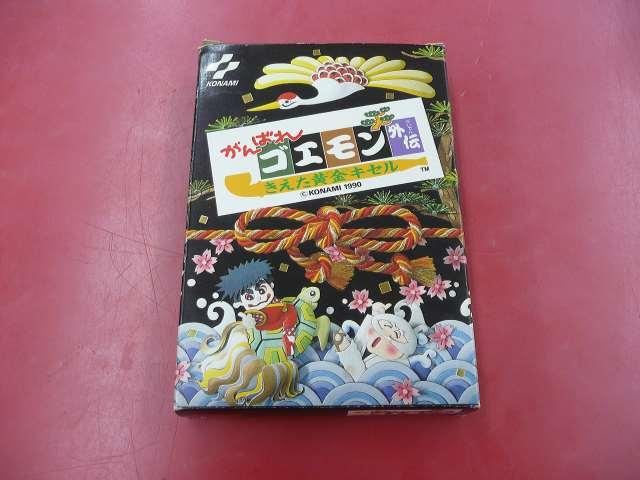 KONAMI
がんばれ
ゴエモン外伝
きえた黄金キセル
TM
©KONAMI 1990